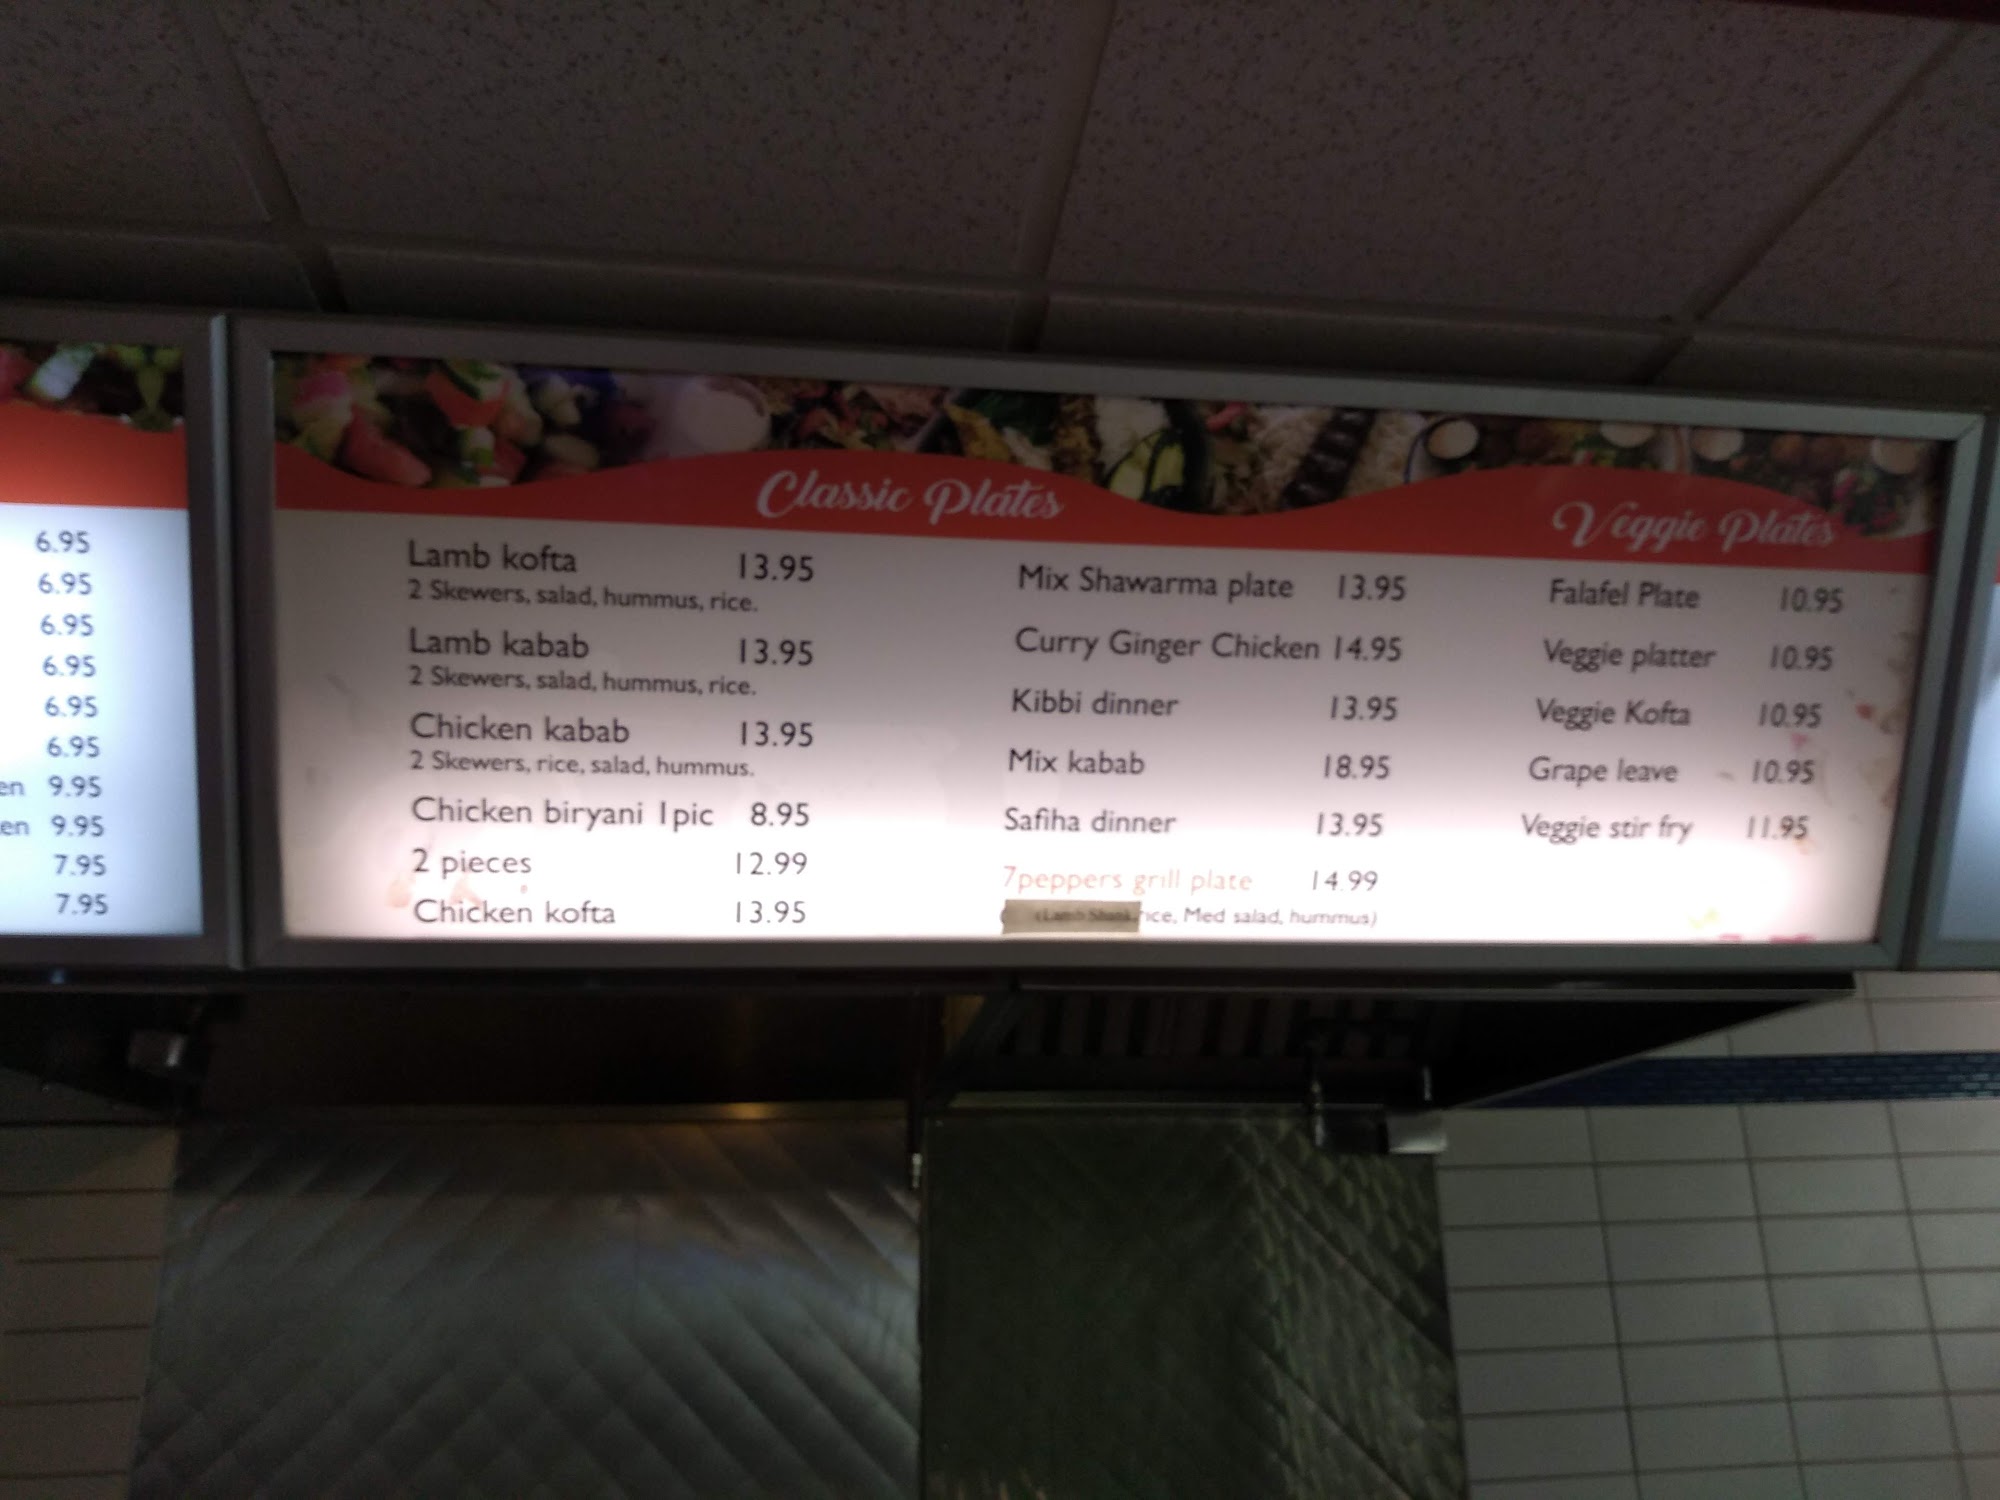 6.95
6.95
6.95
6.95
6.95
6.95
en 9.95
en 9.95
7.95
7.95
Classic Plates
Lamb kofta 13.95
2 Skewers, salad, hummus, rice.
Lamb kabab 13.95
2 Skewers, salad, hummus, rice.
Chicken kabab 13.95
2 Skewers, rice, salad, hummus.
Chicken biryani 1pic 8.95
2 pieces 12.99
Chicken kofta 13.95
Mix Shawarma plate 13.95
Curry Ginger Chicken 14.95
Kibbi dinner 13.95
Mix kabab 18.95
Safiha dinner 13.95
7peppers grill plate 14.99
(Lamb Shank, rice, Med salad, hummus)
Veggie Plates
Falafel Plate 10.95
Veggie platter 10.95
Veggie Kofta 10.95
Grape leave 10.95
Veggie stir fry 11.95